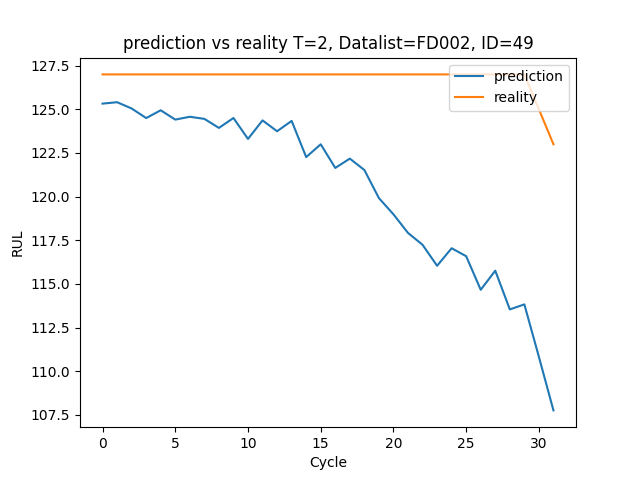 prediction vs reality T=2, Datalist=FD002, ID=49
127.5
125.0
122.5
120.0
117.5
115.0
112.5
110.0
107.5
RUL
prediction
reality
0 5 10 15 20 25 30
Cycle